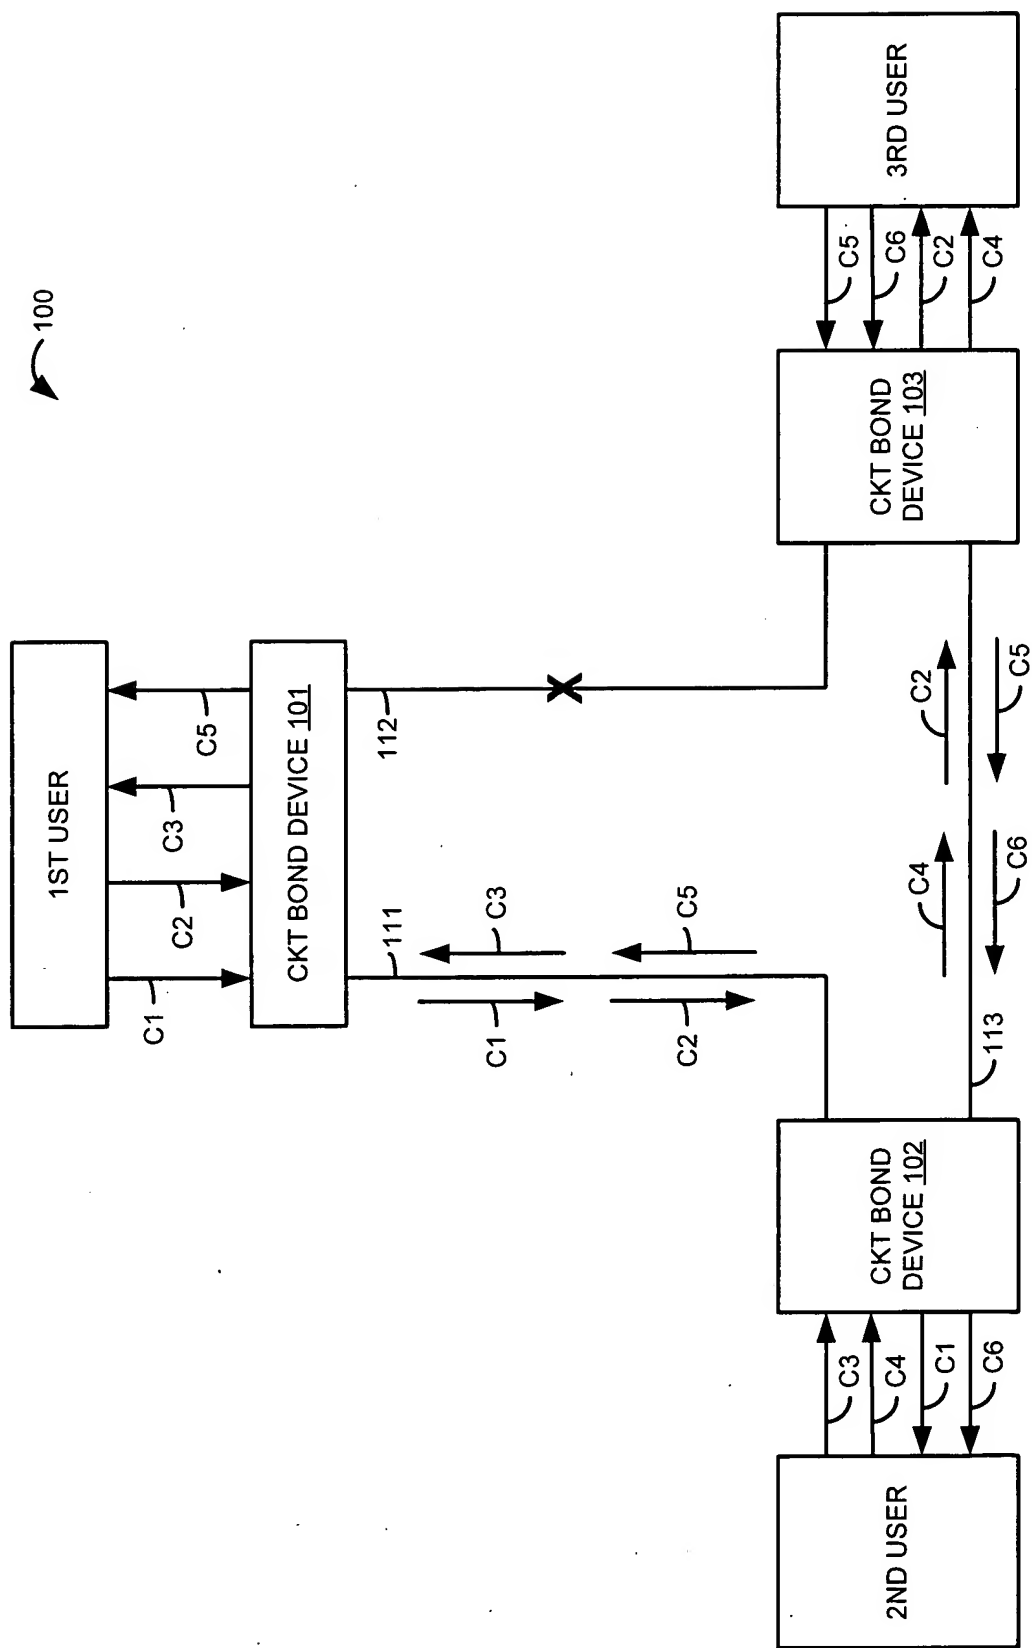 100
1ST USER
C1
C2
C3
C5
CKT BOND DEVICE 101
111
112
C1
C3
C2
C5
2ND USER
C3
C4
C1
C6
CKT BOND
DEVICE 102
113
C4
C6
C2
C5
CKT BOND
DEVICE 103
C5
C6
C2
C4
3RD USER